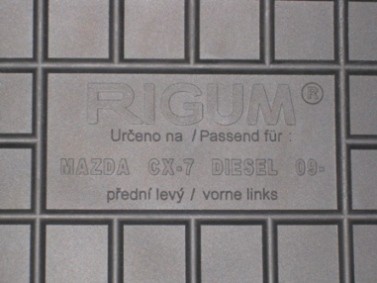 RIGUM®
Určeno na / Passend für :
MAZDA CX-7 DIESEL 09-
přední levý / vorne links